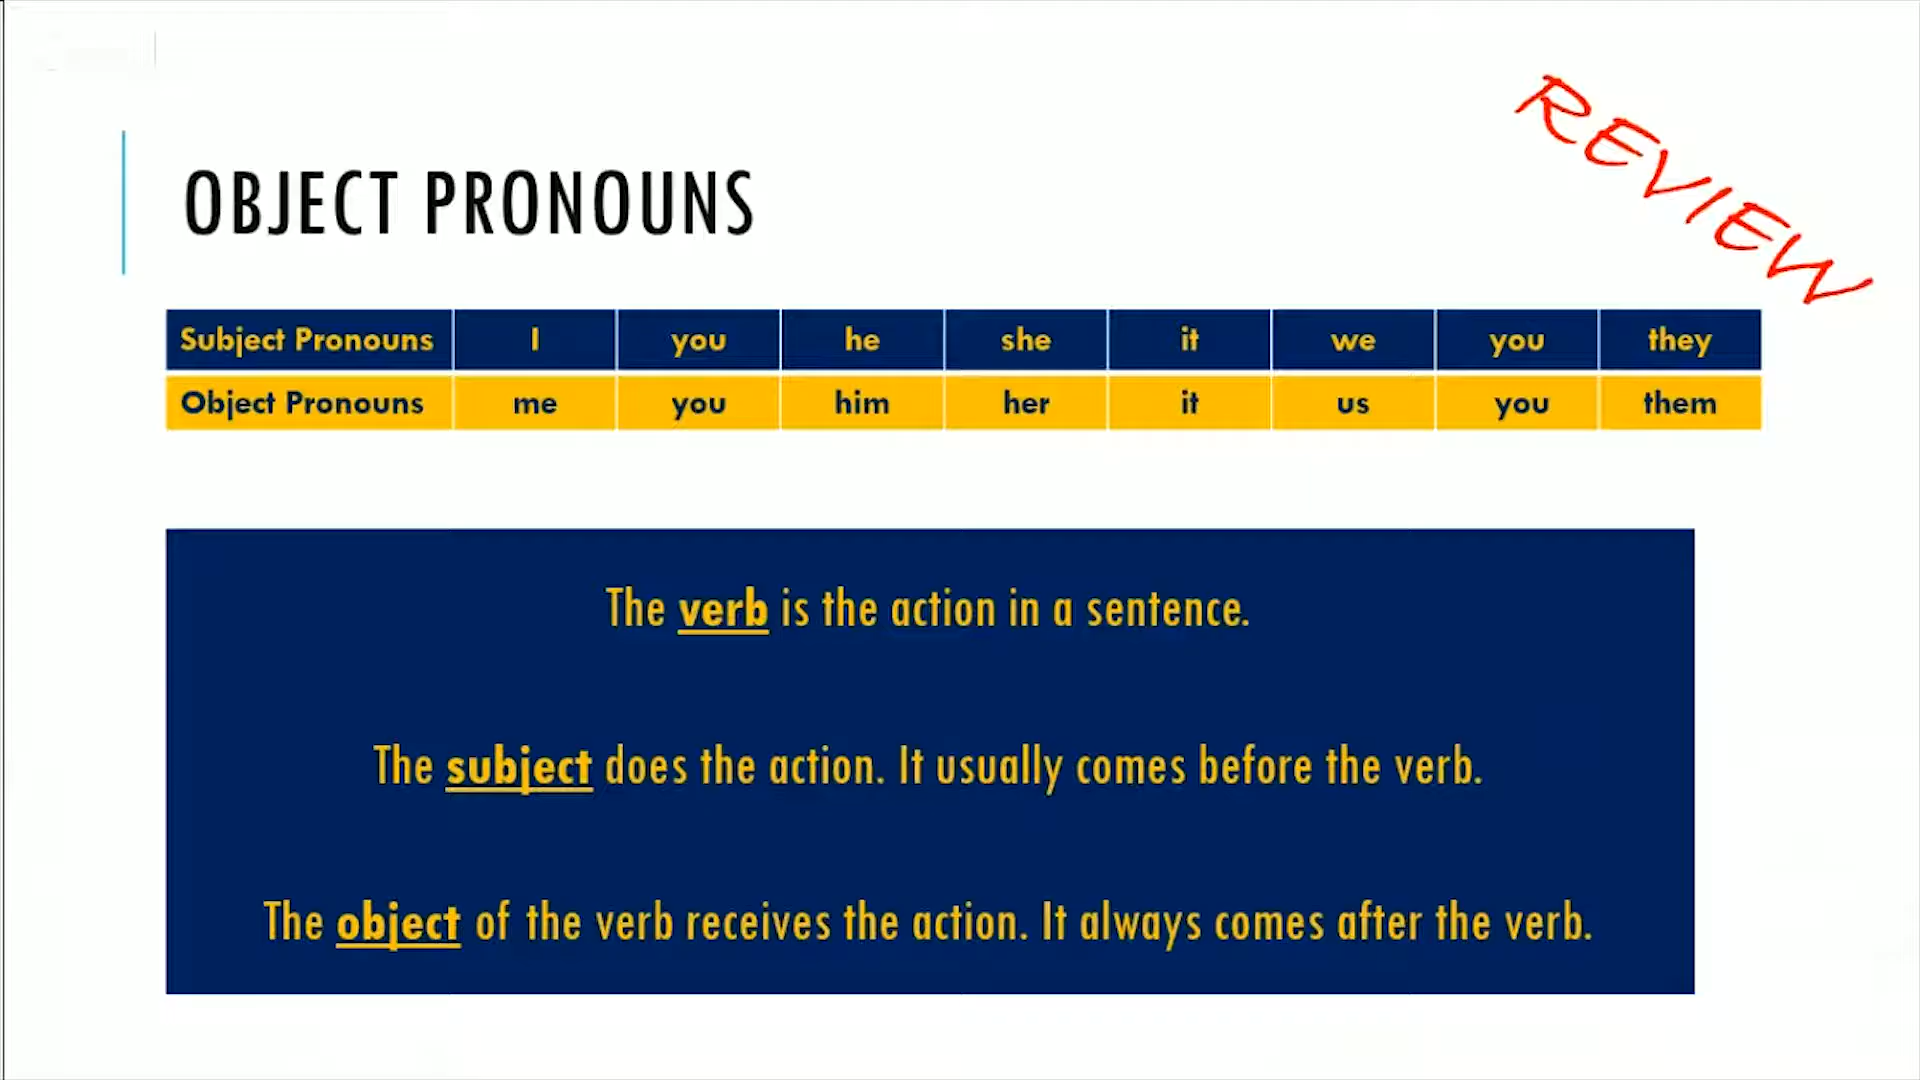 REVIEW
OBJECT PRONOUNS
Subject Pronouns I you he she it we you they
Object Pronouns me you him her it us you them
The verb is the action in a sentence.
The subject does the action. It usually comes before the verb.
The object of the verb receives the action. It always comes after the verb.